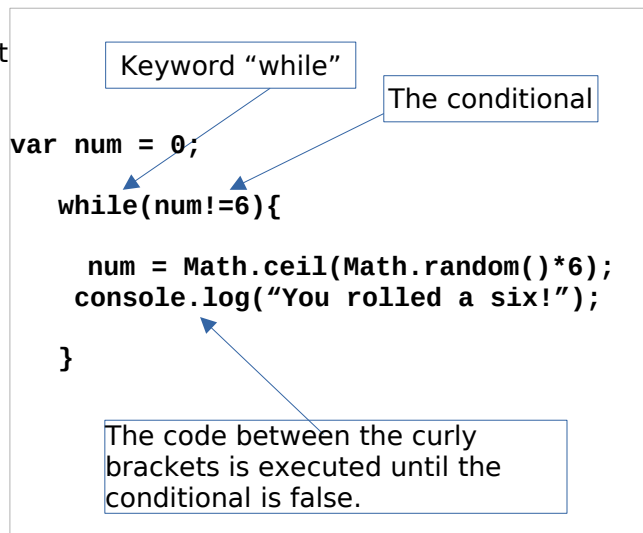 t
Keyword “while”
The conditional
var num = 0;
while(num!=6){
num = Math.ceil(Math.random()*6);
console.log(“You rolled a six!”);
}
The code between the curly
brackets is executed until the
conditional is false.